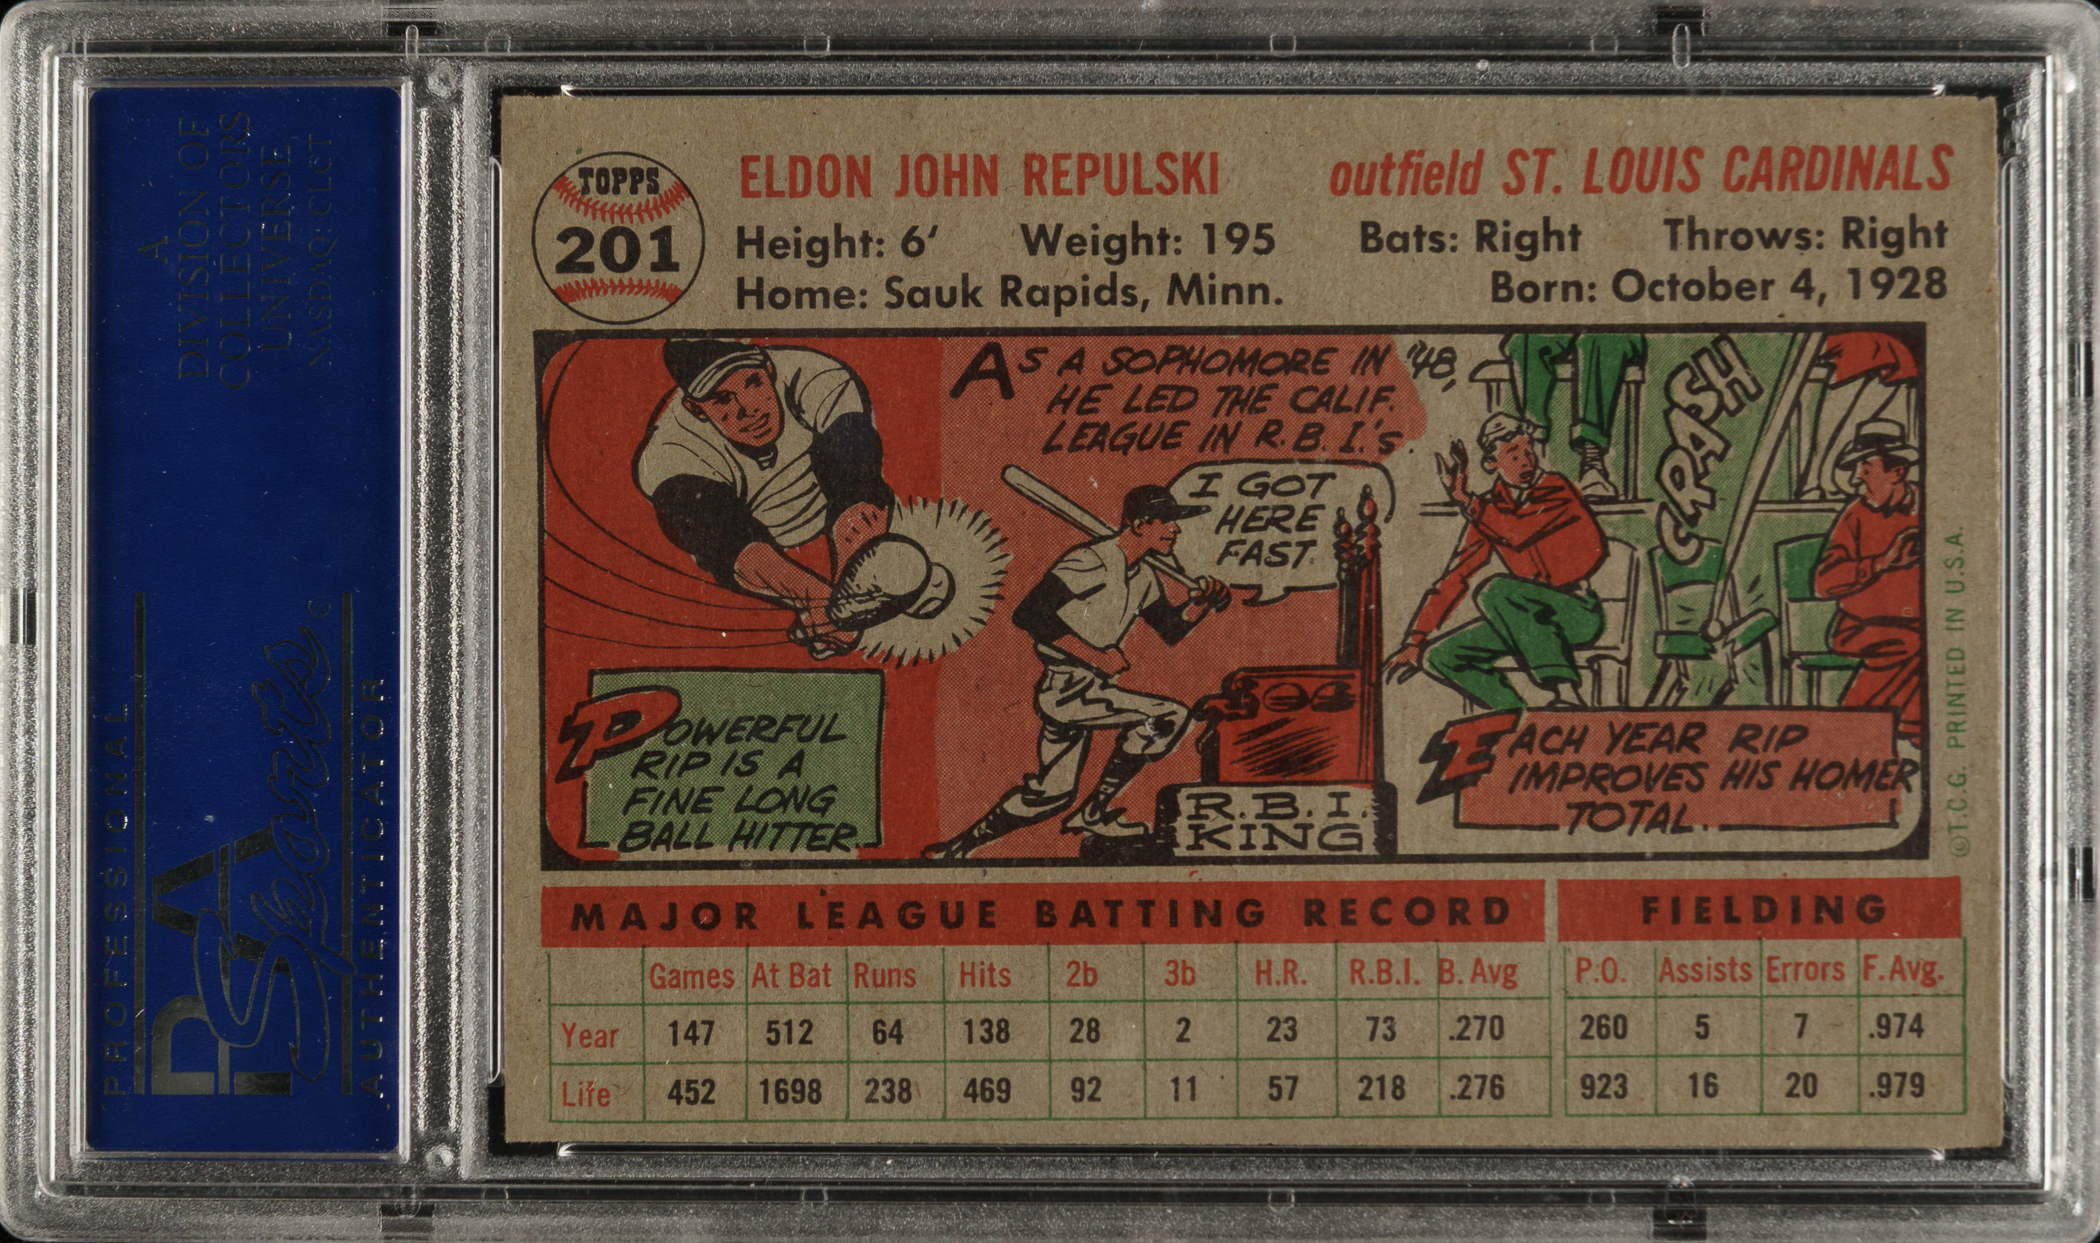 A
DIVISION OF
COLLECTORS
UNIVERSE
NASDAQ: CLCT
PROFESSIONAL
PSA
Sports
©
AUTHENTICATOR
TOPPS
201
ELDON JOHN REPULSKI
outfield ST. LOUIS CARDINALS
Height: 6' Weight: 195 Bats: Right Throws: Right
Home: Sauk Rapids, Minn. Born: October 4, 1928
POWERFUL
RIP IS A
FINE LONG
BALL HITTER.
AS A SOPHOMORE IN '48,
HE LED THE CALIF.
LEAGUE IN R.B.I.'s.
I GOT
HERE
FAST.
R.B.I.
KING
CRASH
EACH YEAR RIP
IMPROVES HIS HOMER
TOTAL.
©T.C.G. PRINTED IN U.S.A.
MAJOR LEAGUE BATTING RECORD FIELDING
Games At Bat Runs Hits 2b 3b H.R. R.B.I. B. Avg P.O. Assists Errors F. Avg.
Year 147 512 64 138 28 2 23 73 .270 260 5 7 .974
Life 452 1698 238 469 92 11 57 218 .276 923 16 20 .979